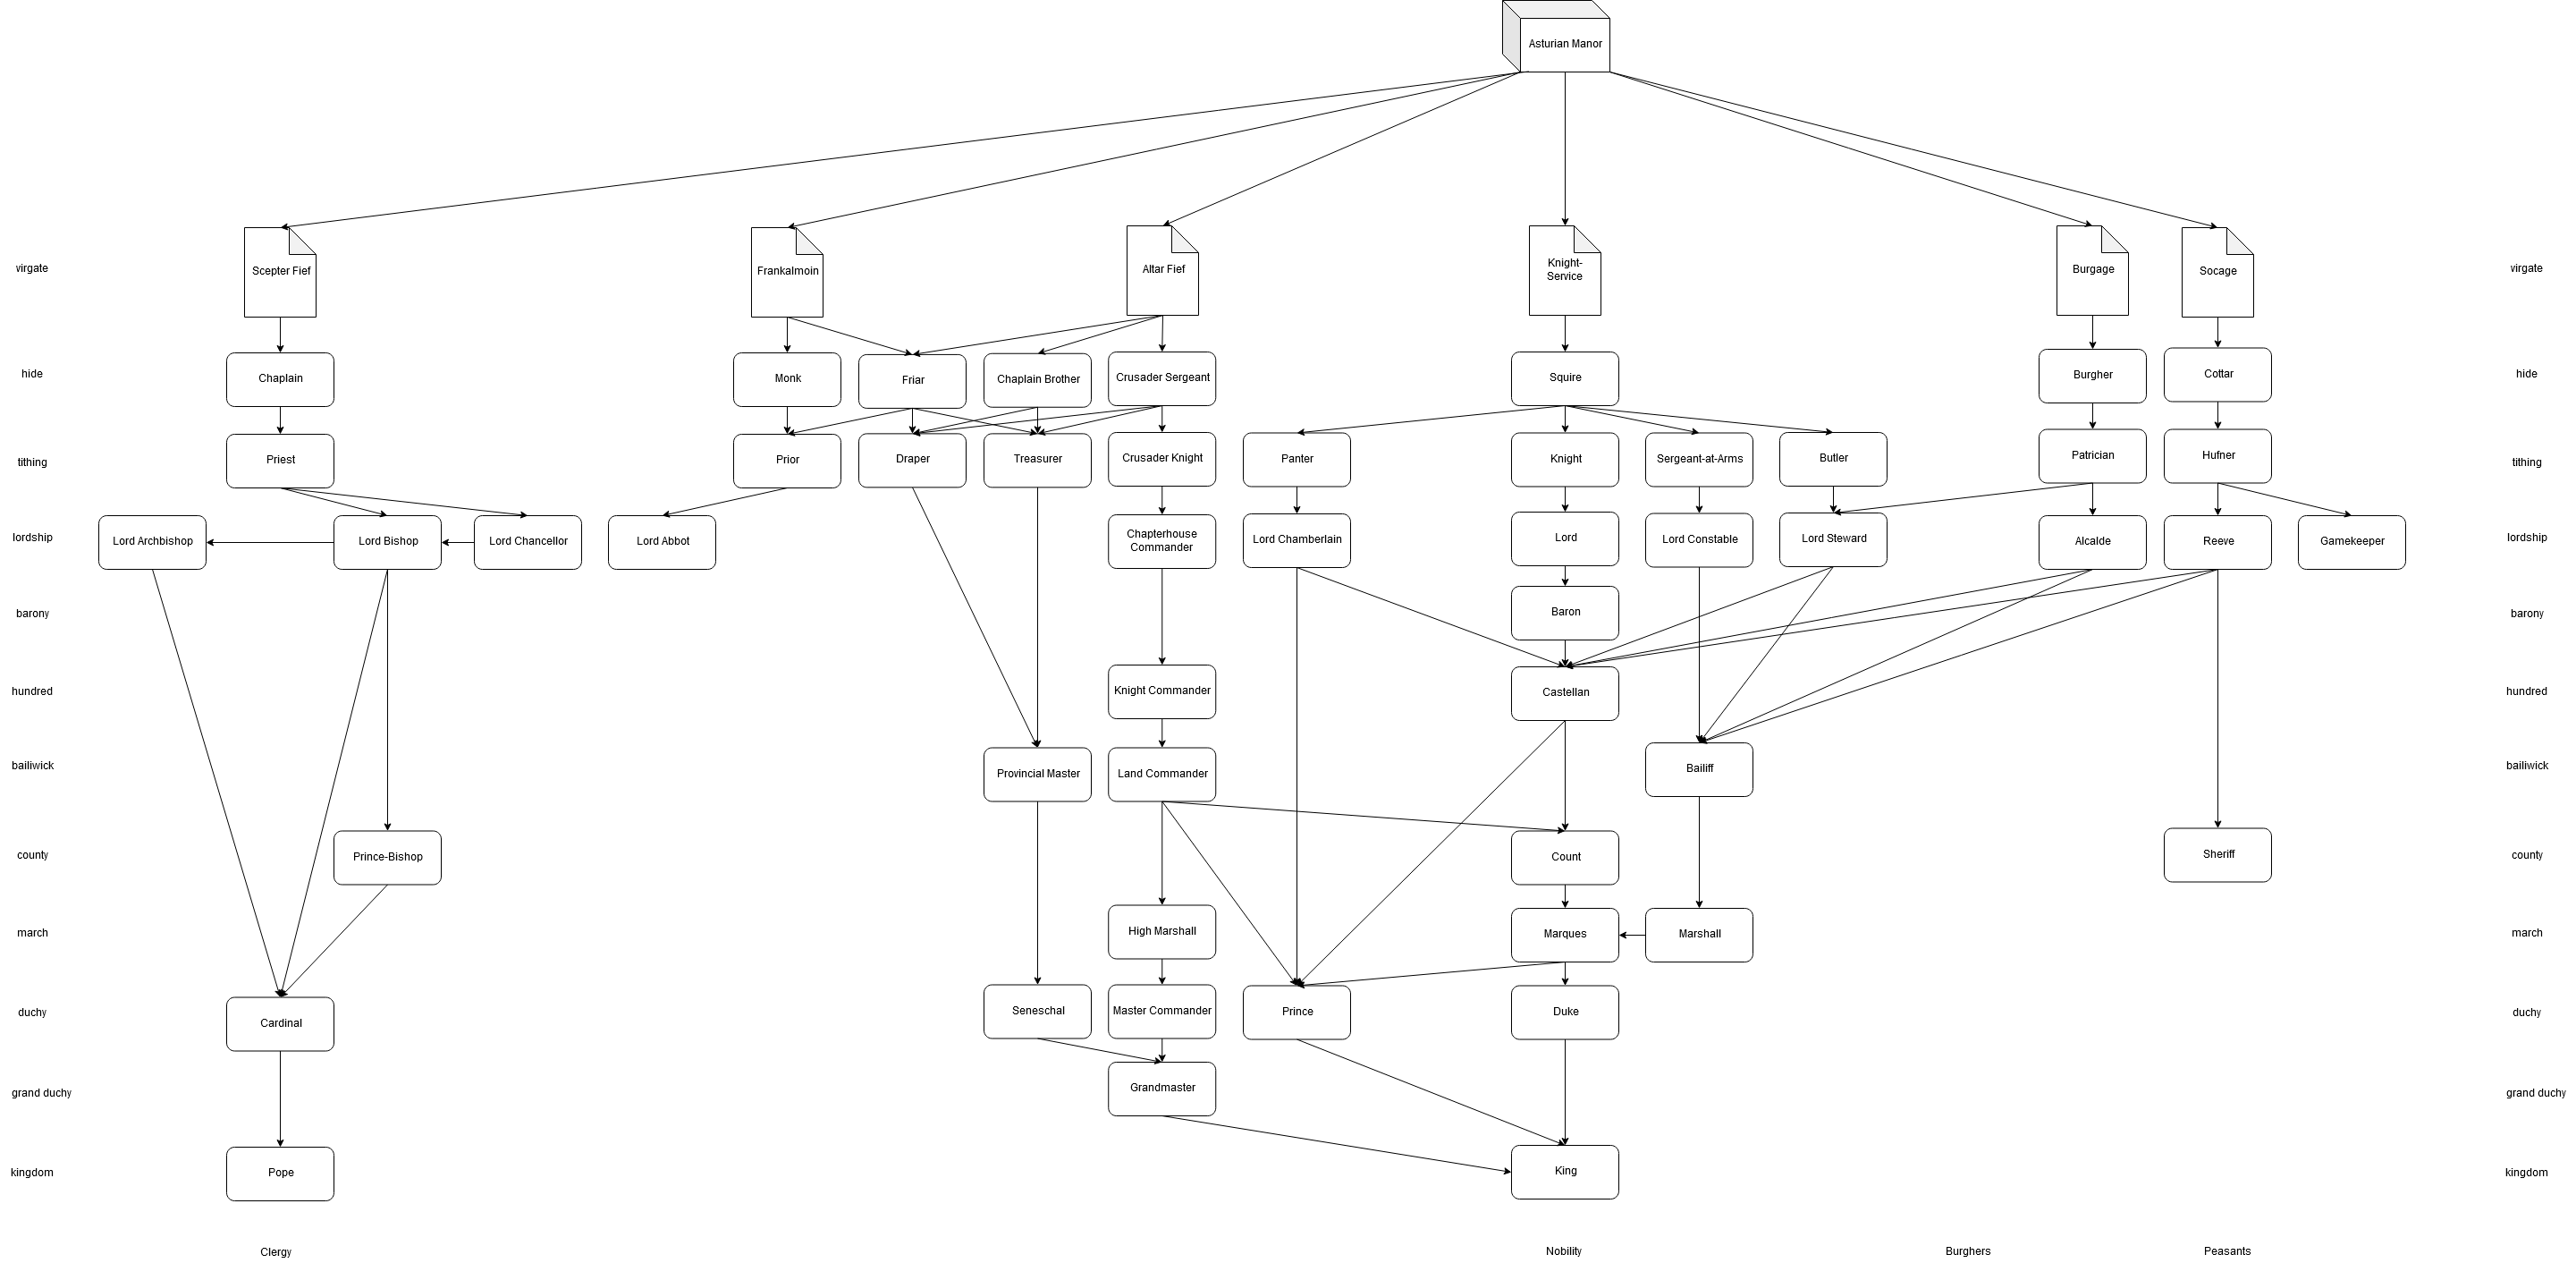 Asturian Manor
virgate
Scepter Fief
Frankalmoin
Altar Fief
Knight-
Service
Burgage
Socage
virgate
hide
Chaplain
Monk
Friar
Chaplain Brother
Crusader Sergeant
Squire
Burgher
Cottar
hide
tithing
Priest
Prior
Draper
Treasurer
Crusader Knight
Panter
Knight
Sergeant-at-Arms
Butler
Patrician
Hufner
tithing
lordship
Lord Archbishop
Lord Bishop
Lord Chancellor
Lord Abbot
Chapterhouse
Commander
Lord Chamberlain
Lord
Lord Constable
Lord Steward
Alcalde
Reeve
Gamekeeper
lordship
barony
Baron
barony
hundred
Knight Commander
Castellan
hundred
bailiwick
Provincial Master
Land Commander
Bailiff
bailiwick
county
Prince-Bishop
Count
Sheriff
county
march
High Marshall
Marques
Marshall
march
duchy
Cardinal
Seneschal
Master Commander
Prince
Duke
duchy
grand duchy
Grandmaster
grand duchy
kingdom
Pope
King
kingdom
Clergy
Nobility
Burghers
Peasants